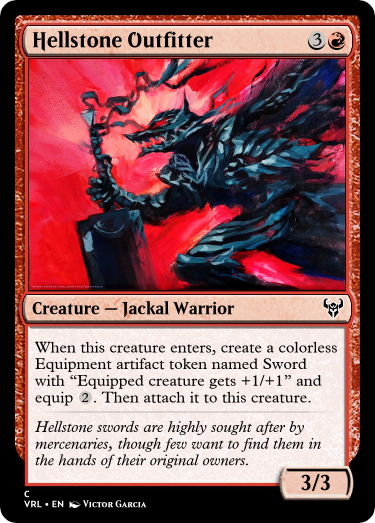 Hellstone Outfitter 3
Creature — Jackal Warrior
When this creature enters, create a colorless
Equipment artifact token named Sword
with “Equipped creature gets +1/+1” and
equip 2. Then attach it to this creature.
Hellstone swords are highly sought after by
mercenaries, though few want to find them in
the hands of their original owners.
3/3
C
VRL • EN VICTOR GARCIA